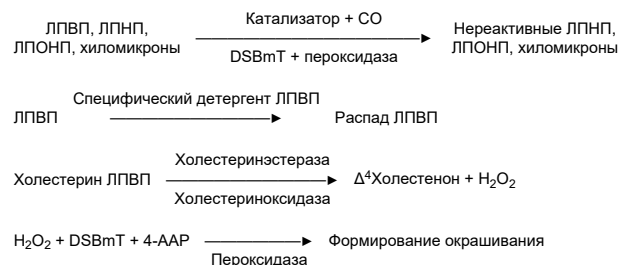 Катализатор + CO
ЛПВП, ЛПНП,
ЛПОНП, хиломикроны
Нереактивные ЛПНП,
ЛПОНП, хиломикроны
DSBmT + пероксидаза
Специфический детергент ЛПВП
ЛПВП
Распад ЛПВП
Холестеринэстераза
Холестерин ЛПВП
Δ⁴Холестенон + H₂O₂
Холестериноксидаза
H₂O₂ + DSBmT + 4-AAP
Формирование окрашивания
Пероксидаза